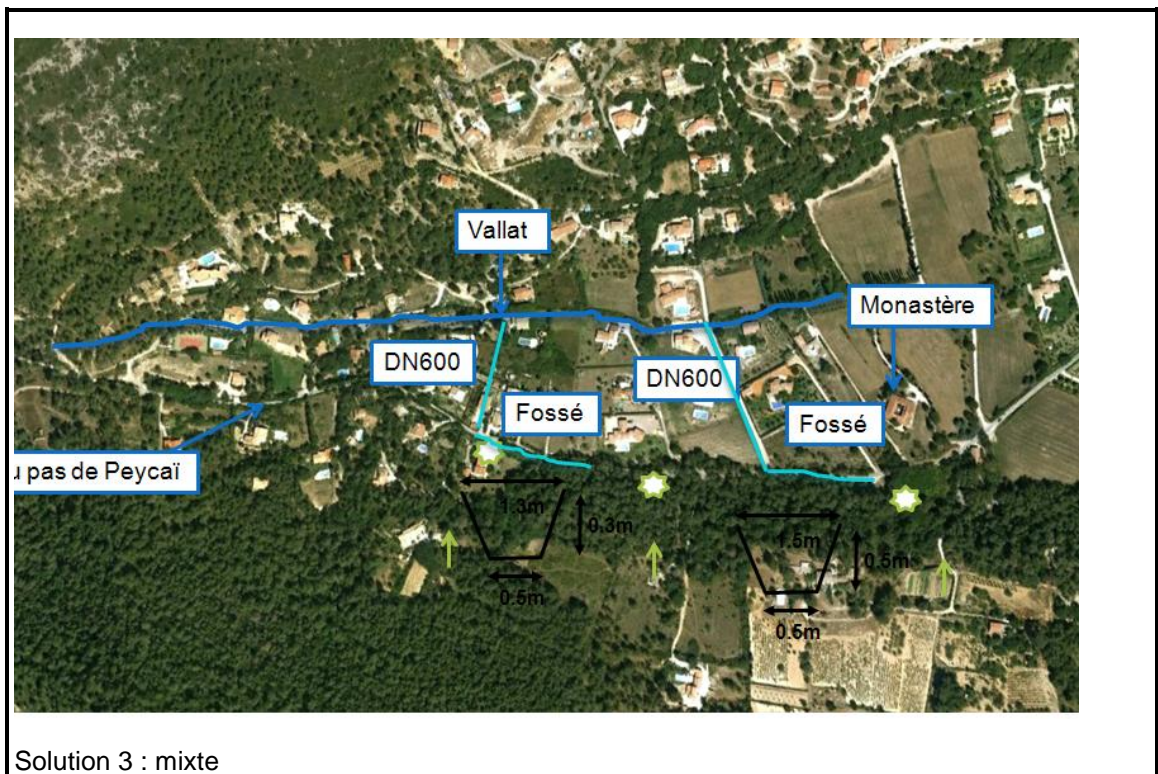 Vallat
Monastère
DN600
DN600
Fossé
Fossé
u pas de Peycaï
1.3m
0.3m
0.5m
1.5m
0.5m
0.5m
Solution 3 : mixte